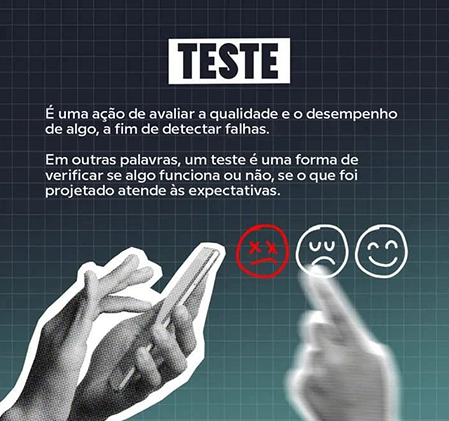 TESTE
É uma ação de avaliar a qualidade e o desempenho
de algo, a fim de detectar falhas.
Em outras palavras, um teste é uma forma de
verificar se algo funciona ou não, se o que foi
projetado atende às expectativas.